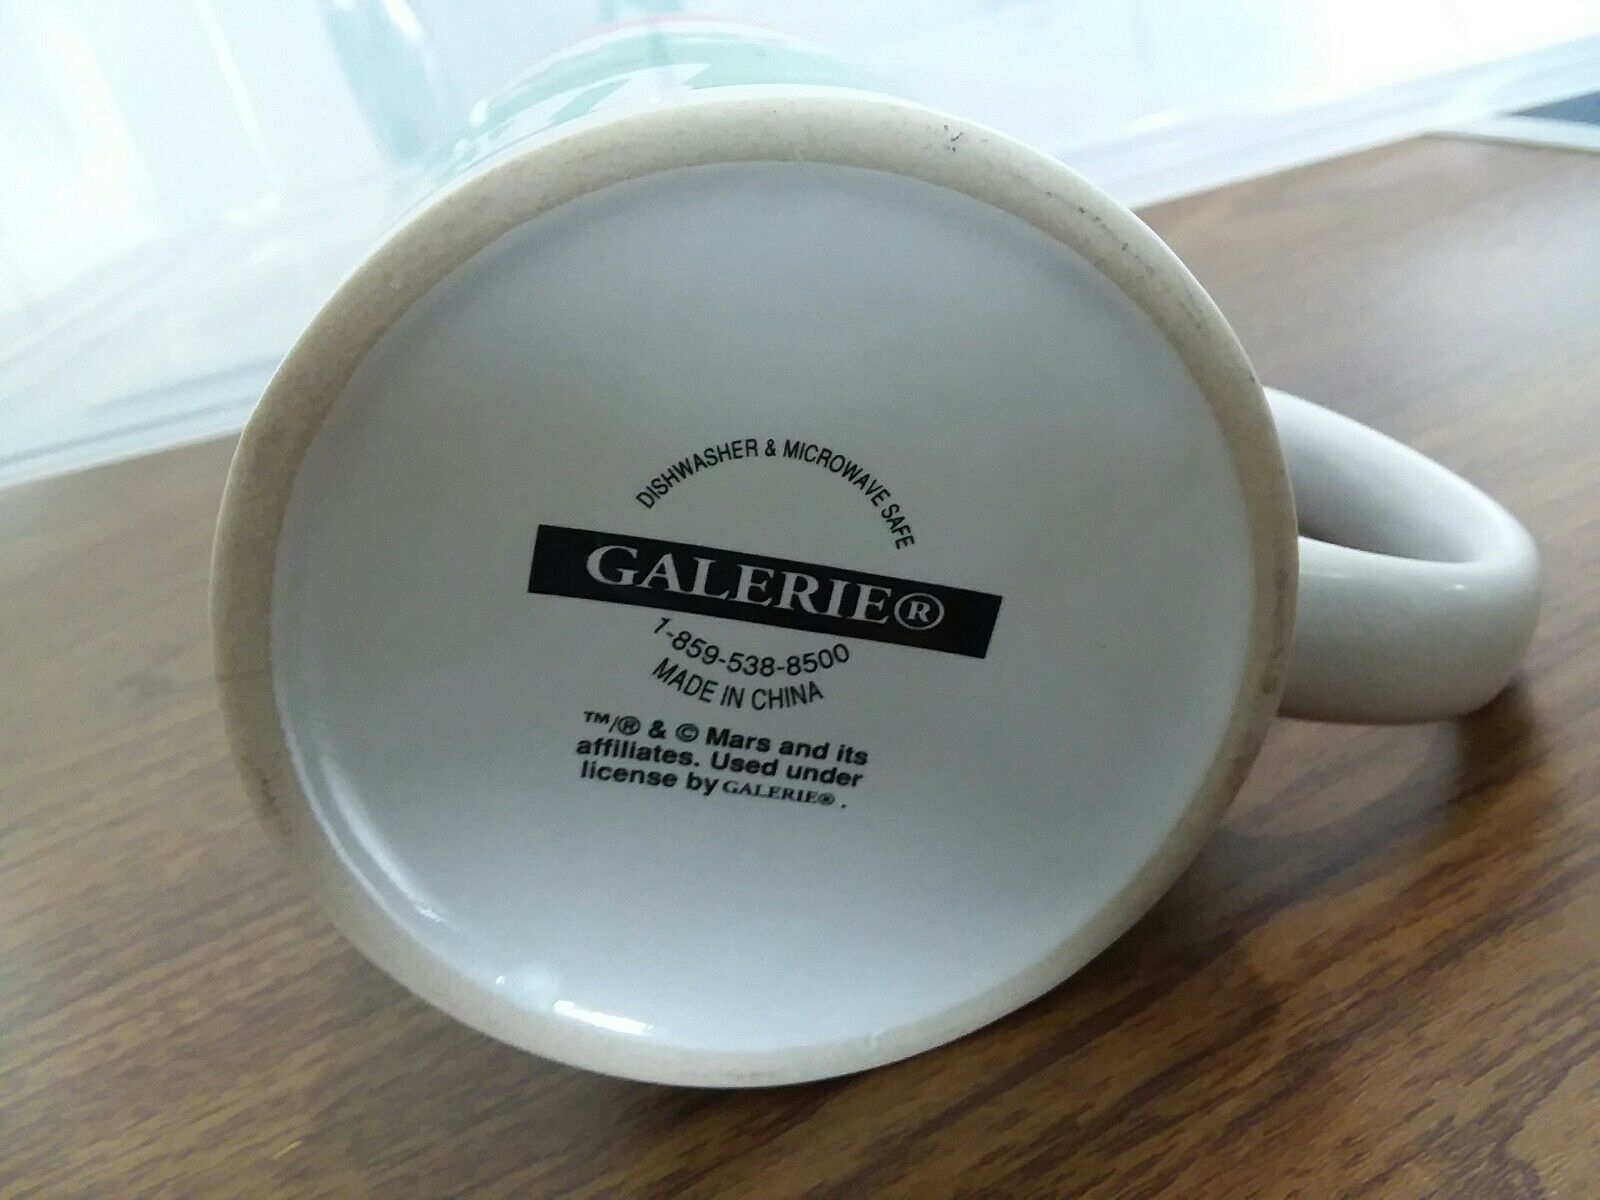 DISHWASHER & MICROWAVE SAFE
GALERIE®
1-859-538-8500
MADE IN CHINA
™/® & © Mars and its
affiliates. Used under
license by GALERIE® .